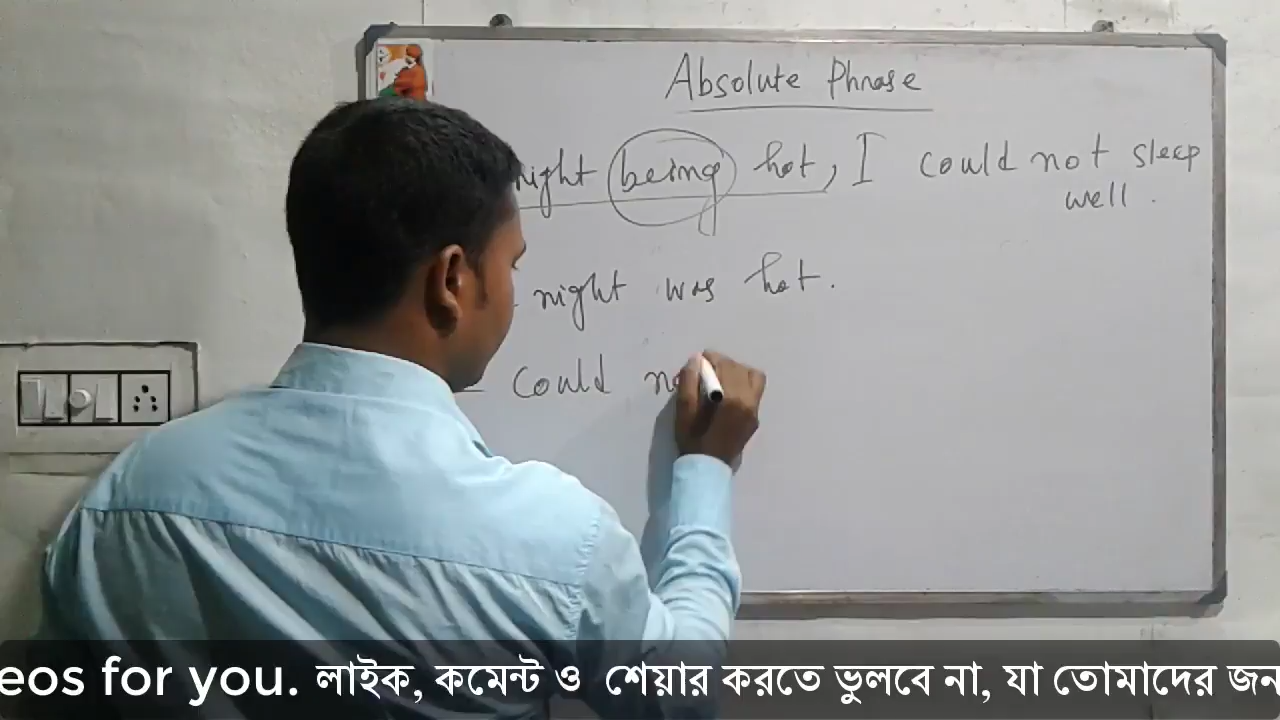 Absolute Phrase
night being hot, I could not sleep
well.
night was hot.
could
eos for you. লাইক, কমেন্ট ও শেয়ার করতে ভুলবে না, যা তোমাদের জন